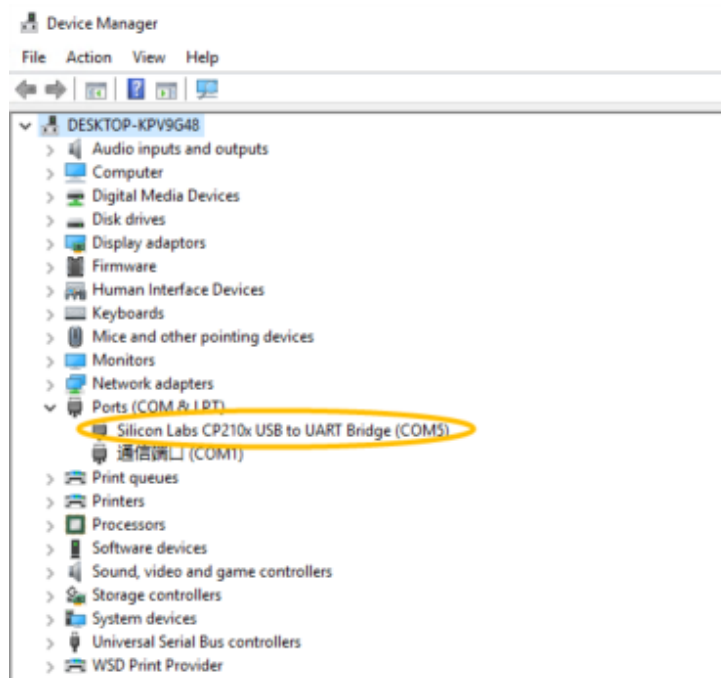 Device Manager
File Action View Help
DESKTOP-KPV9G48
Audio inputs and outputs
Computer
Digital Media Devices
Disk drives
Display adaptors
Firmware
Human Interface Devices
Keyboards
Mice and other pointing devices
Monitors
Network adapters
Ports (COM & LPT)
Silicon Labs CP210x USB to UART Bridge (COM5)
通信端口 (COM1)
Print queues
Printers
Processors
Software devices
Sound, video and game controllers
Storage controllers
System devices
Universal Serial Bus controllers
WSD Print Provider